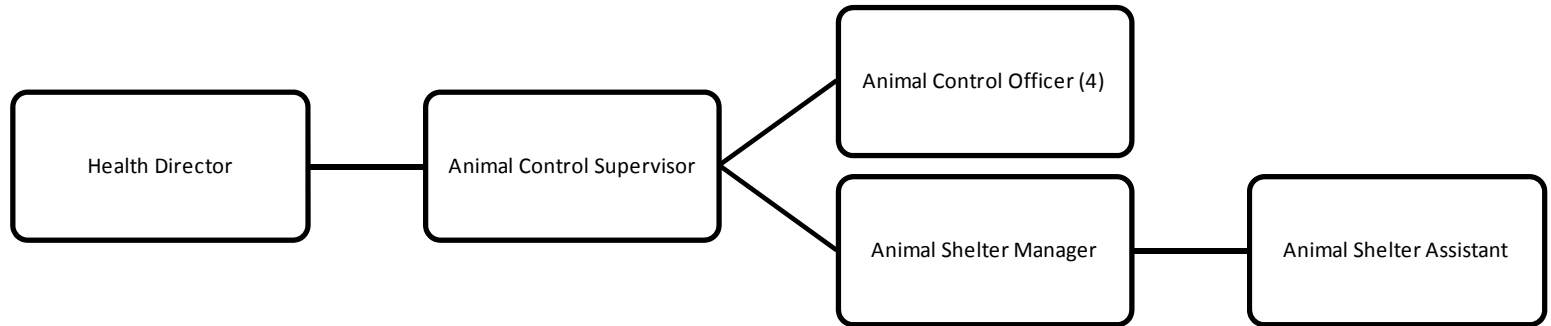 Health Director
Animal Control Supervisor
Animal Control Officer (4)
Animal Shelter Manager
Animal Shelter Assistant